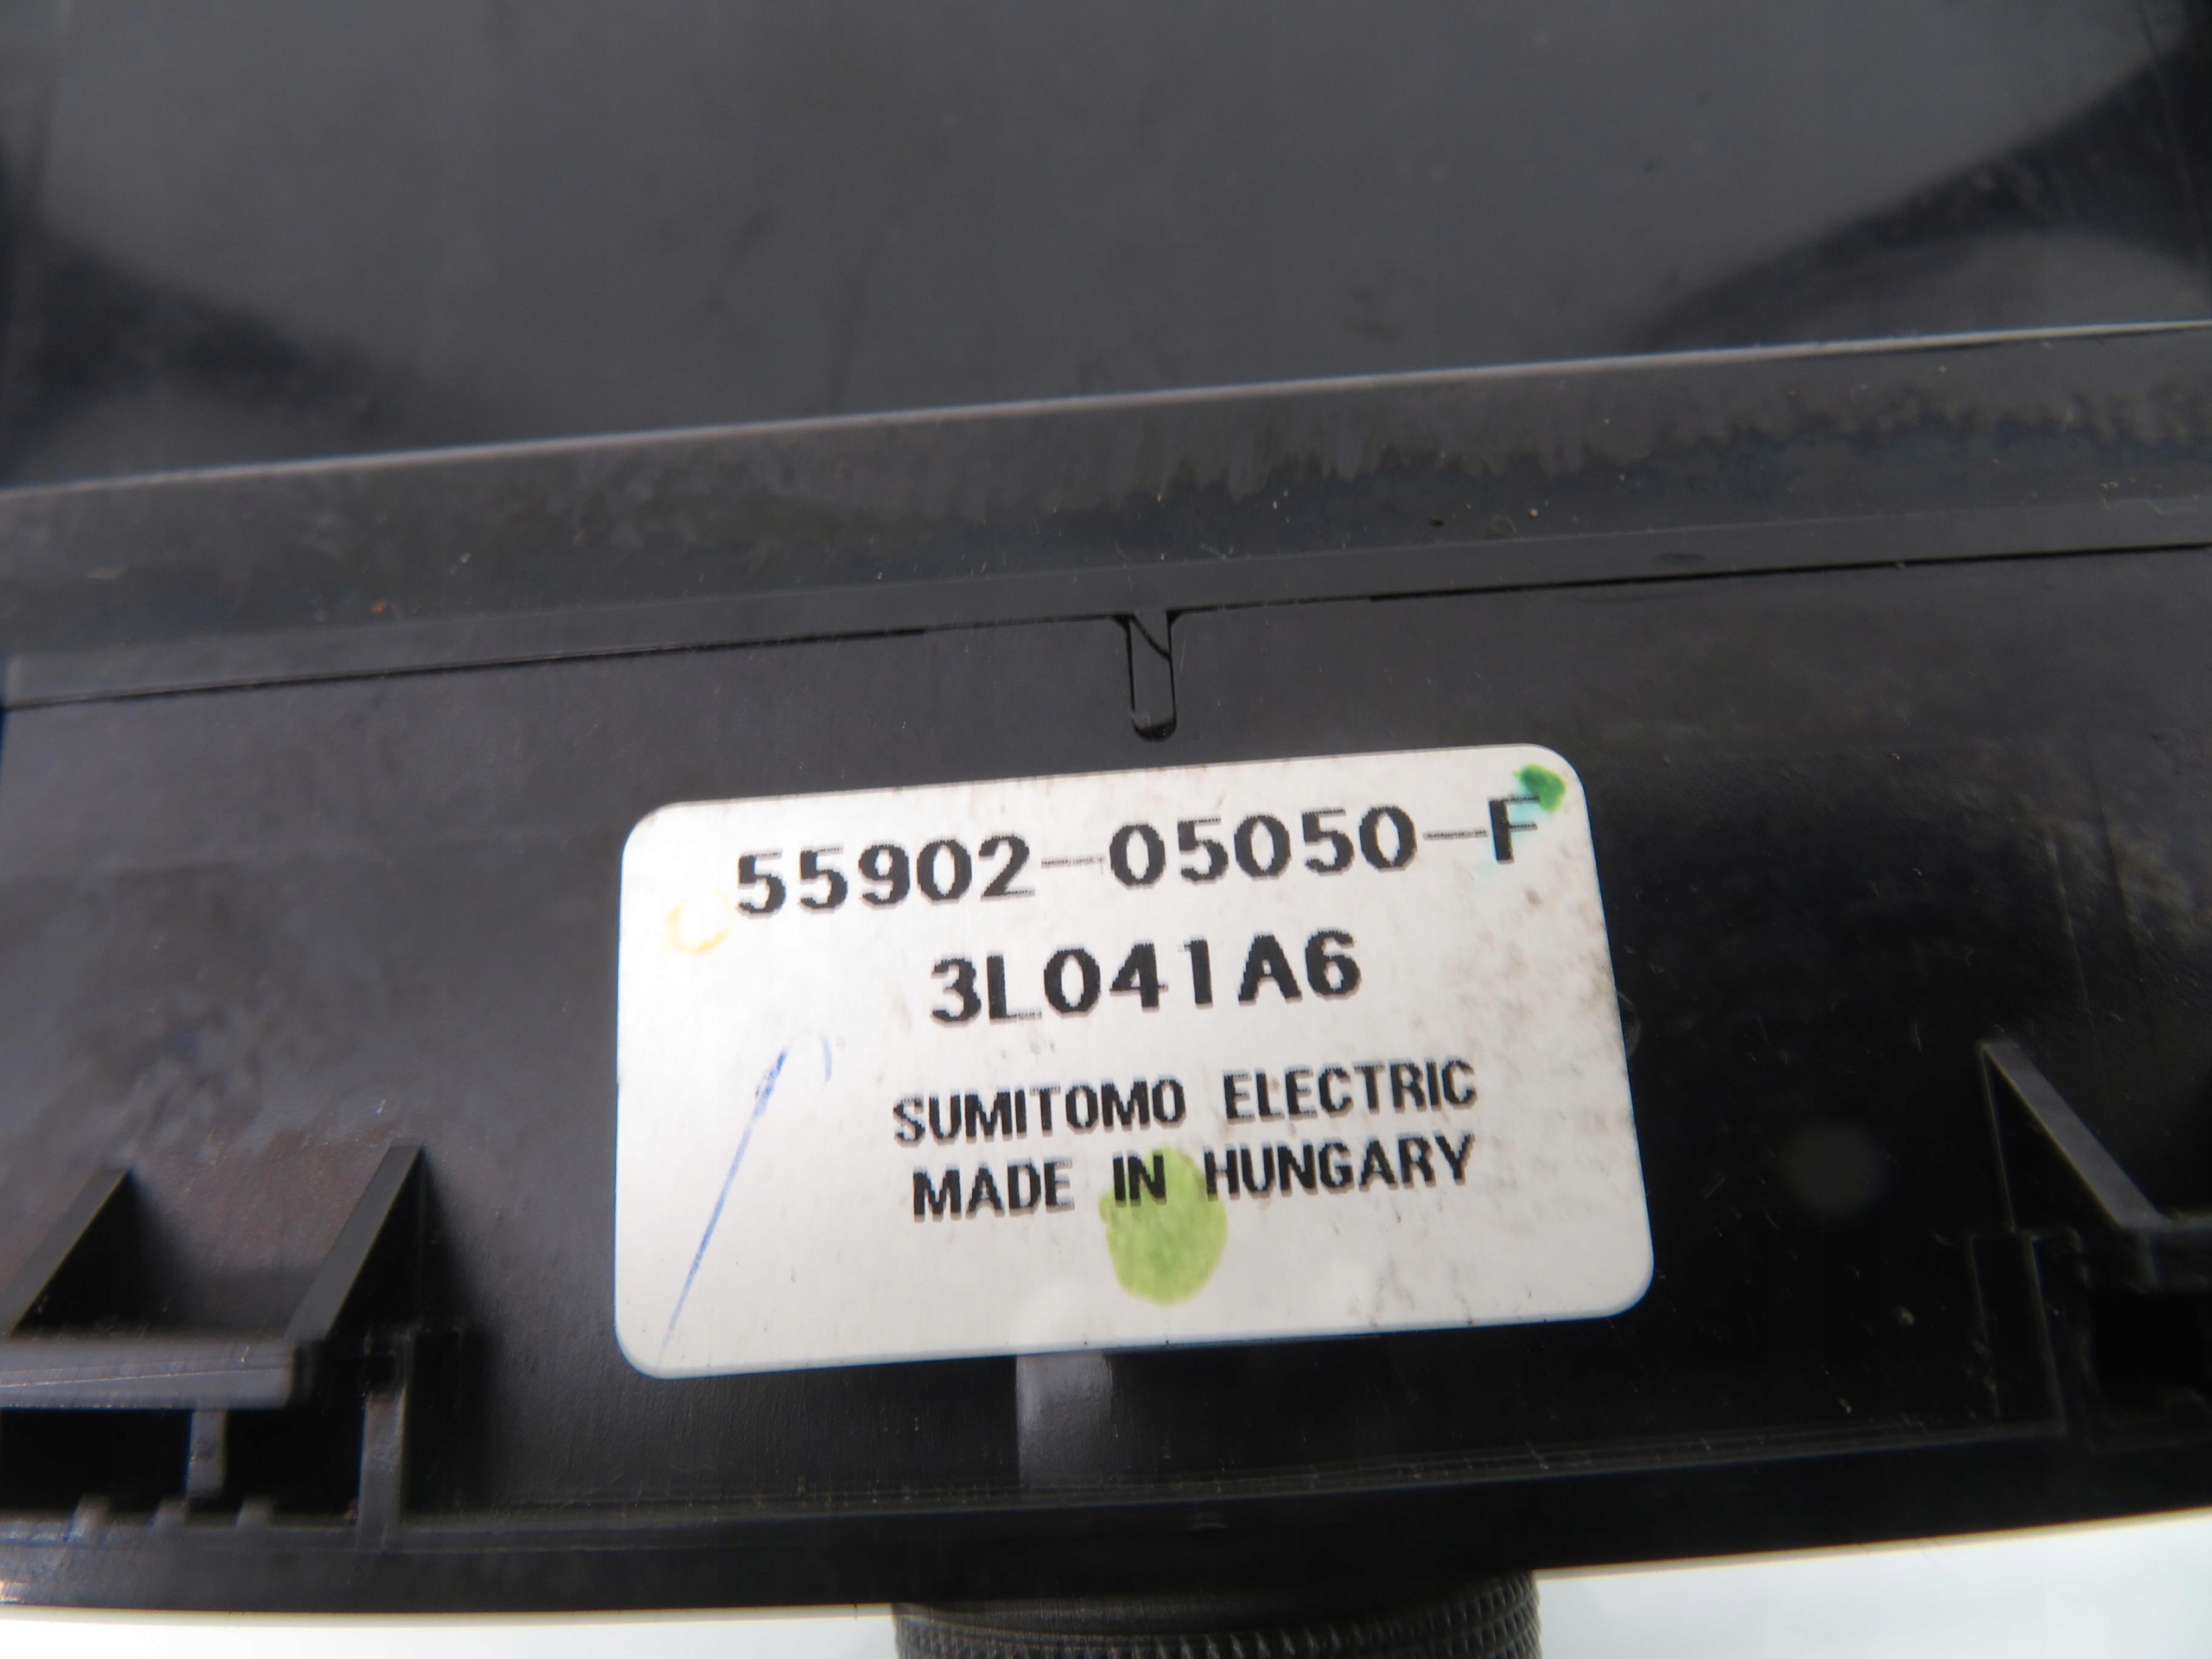 55902-05050-F
3L041A6
SUMITOMO ELECTRIC
MADE IN HUNGARY